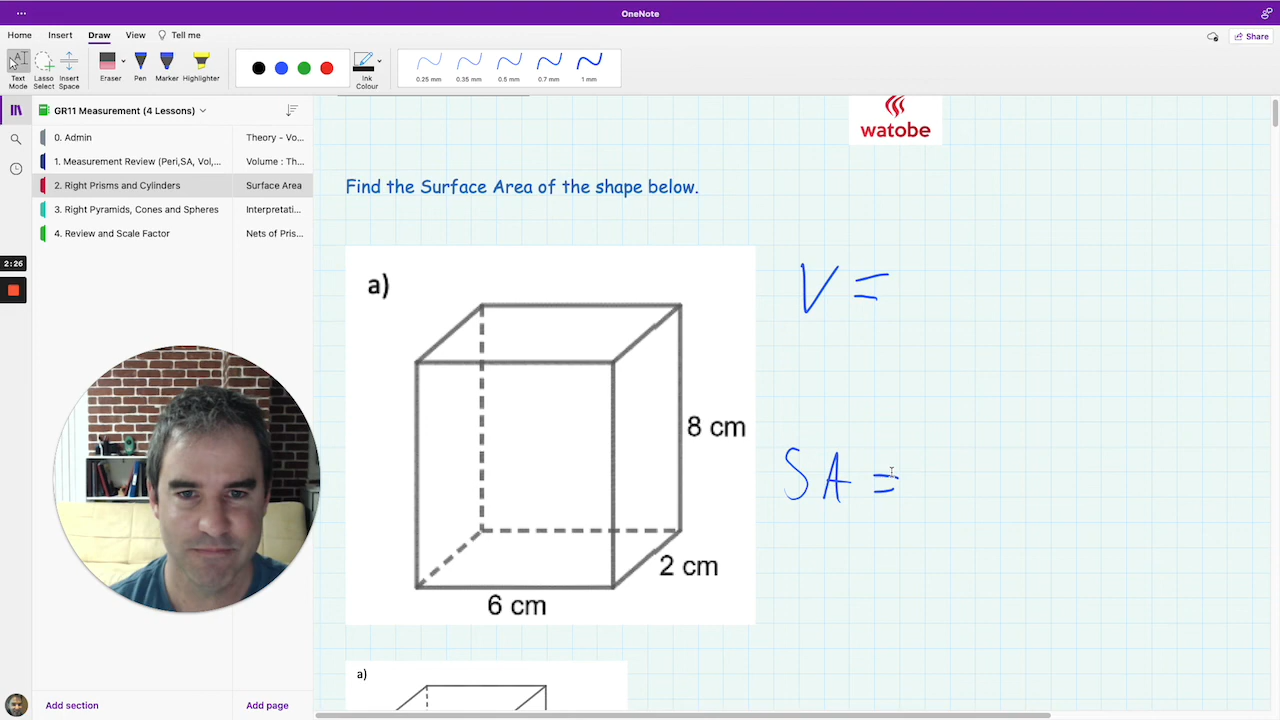 OneNote
Home Insert Draw View Tell me
Share
Text Mode
Lasso Select
Insert Space
Eraser
Pen
Marker
Highlighter
Ink Colour
0.25 mm 0.35 mm 0.5 mm 0.7 mm 1 mm
GR11 Measurement (4 Lessons)
0. Admin
1. Measurement Review (Peri,SA, Vol,...
2. Right Prisms and Cylinders
3. Right Pyramids, Cones and Spheres
4. Review and Scale Factor
Theory - Vo...
Volume : Th...
Surface Area
Interpretati...
Nets of Pris...
2:26
watobe
Find the Surface Area of the shape below.
a)
8 cm
2 cm
6 cm
V =
SA =
a)
Add section
Add page